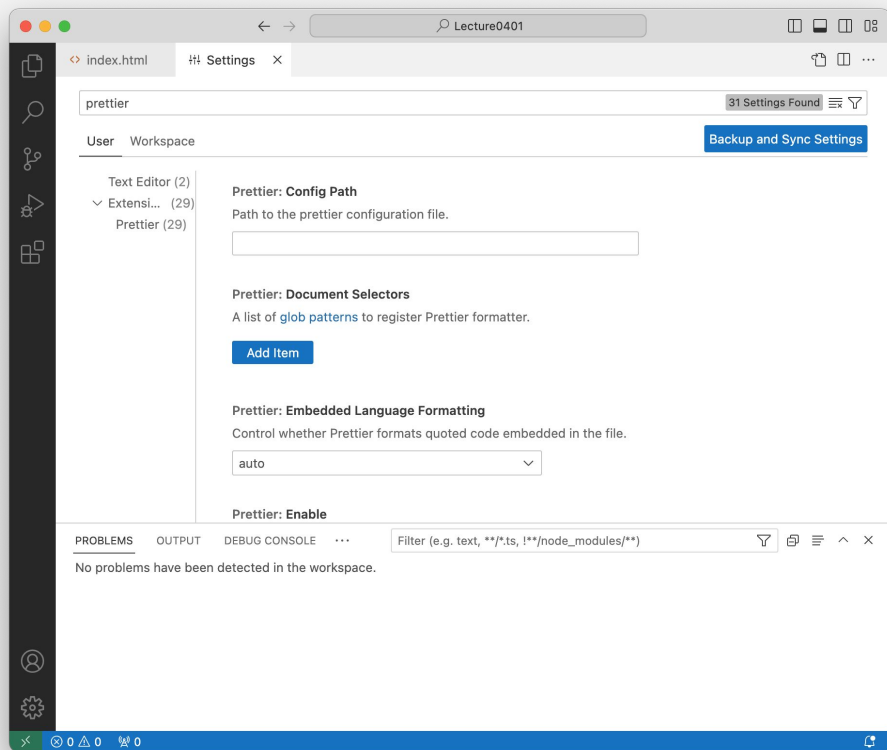 Lecture0401
index.html
Settings
prettier
31 Settings Found
User Workspace
Backup and Sync Settings
Text Editor (2)
Extensi... (29)
Prettier (29)
Prettier: Config Path
Path to the prettier configuration file.
Prettier: Document Selectors
A list of glob patterns to register Prettier formatter.
Add Item
Prettier: Embedded Language Formatting
Control whether Prettier formats quoted code embedded in the file.
auto
Prettier: Enable
PROBLEMS OUTPUT DEBUG CONSOLE ···
Filter (e.g. text, **/*.ts, !**/node_modules/**)
No problems have been detected in the workspace.
0 0 0